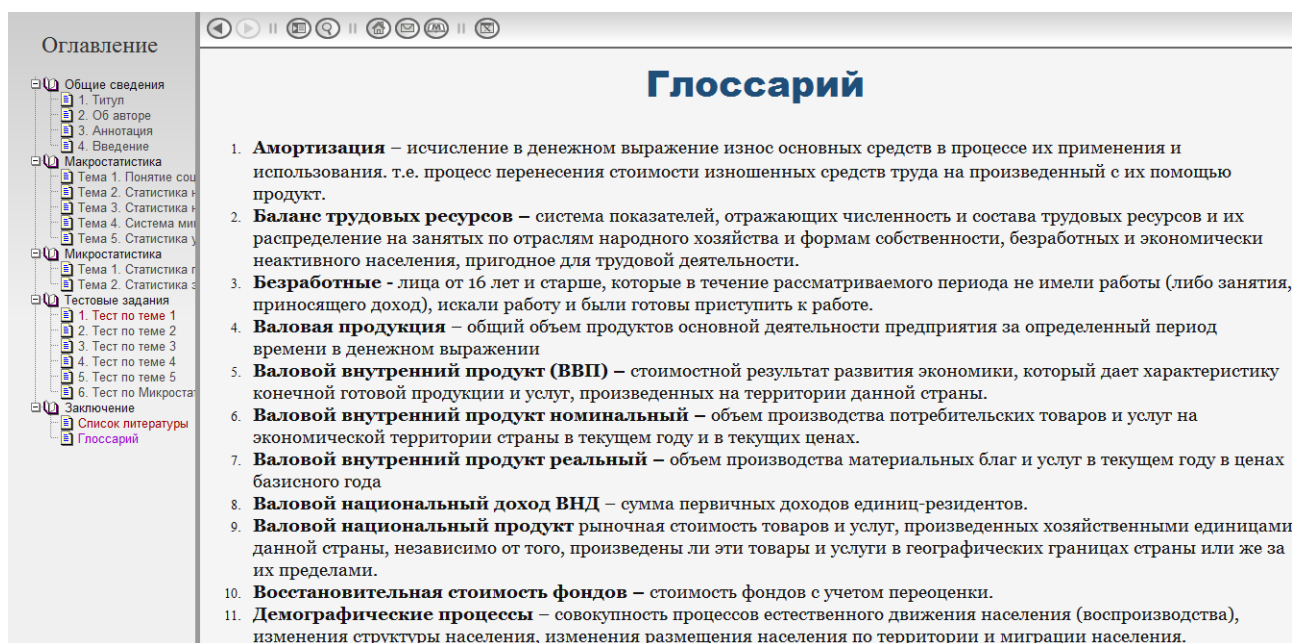 Оглавление
Общие сведения
1. Титул
2. Об авторе
3. Аннотация
4. Введение
Макростатистика
Тема 1. Понятие соц
Тема 2. Статистика н
Тема 3. Статистика н
Тема 4. Система ми
Тема 5. Статистика у
Микростатистика
Тема 1. Статистика п
Тема 2. Статистика з
Тестовые задания
1. Тест по теме 1
2. Тест по теме 2
3. Тест по теме 3
4. Тест по теме 4
5. Тест по теме 5
6. Тест по Микроста
Заключение
Список литературы
Глоссарий
Глоссарий
1. Амортизация – исчисление в денежном выражение износ основных средств в процессе их применения и
использования. т.е. процесс перенесения стоимости изношенных средств труда на произведенный с их помощью
продукт.
2. Баланс трудовых ресурсов – система показателей, отражающих численность и состава трудовых ресурсов и их
распределение на занятых по отраслям народного хозяйства и формам собственности, безработных и экономически
неактивного населения, пригодное для трудовой деятельности.
3. Безработные - лица от 16 лет и старше, которые в течение рассматриваемого периода не имели работы (либо занятия,
приносящего доход), искали работу и были готовы приступить к работе.
4. Валовая продукция – общий объем продуктов основной деятельности предприятия за определенный период
времени в денежном выражении
5. Валовой внутренний продукт (ВВП) – стоимостной результат развития экономики, который дает характеристику
конечной готовой продукции и услуг, произведенных на территории данной страны.
6. Валовой внутренний продукт номинальный – объем производства потребительских товаров и услуг на
экономической территории страны в текущем году и в текущих ценах.
7. Валовой внутренний продукт реальный – объем производства материальных благ и услуг в текущем году в ценах
базисного года
8. Валовой национальный доход ВНД – сумма первичных доходов единиц-резидентов.
9. Валовой национальный продукт рыночная стоимость товаров и услуг, произведенных хозяйственными единицами
данной страны, независимо от того, произведены ли эти товары и услуги в географических границах страны или же за
их пределами.
10. Восстановительная стоимость фондов – стоимость фондов с учетом переоценки.
11. Демографические процессы – совокупность процессов естественного движения населения (воспроизводства),
изменения структуры населения, изменения размещения населения по территории и миграции населения.